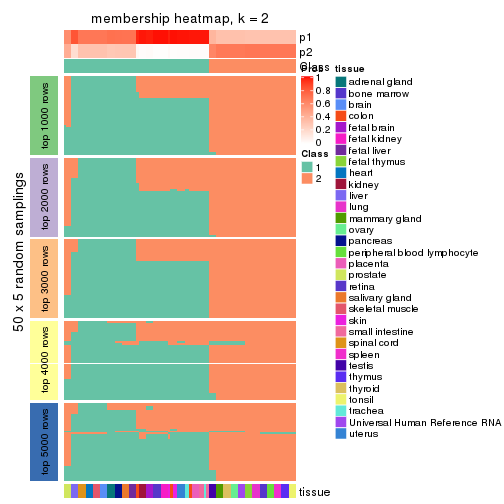 membership heatmap, k = 2
p1
p2
Class
50 x 5 random samplings
top 1000 rows
top 2000 rows
top 3000 rows
top 4000 rows
top 5000 rows
tissue
Prob
1
0.8
0.6
0.4
0.2
0
Class
1
2
tissue
adrenal gland
bone marrow
brain
colon
fetal brain
fetal kidney
fetal liver
fetal thymus
heart
kidney
liver
lung
mammary gland
ovary
pancreas
peripheral blood lymphocyte
placenta
prostate
retina
salivary gland
skeletal muscle
skin
small intestine
spinal cord
spleen
testis
thymus
thyroid
tonsil
trachea
Universal Human Reference RNA
uterus